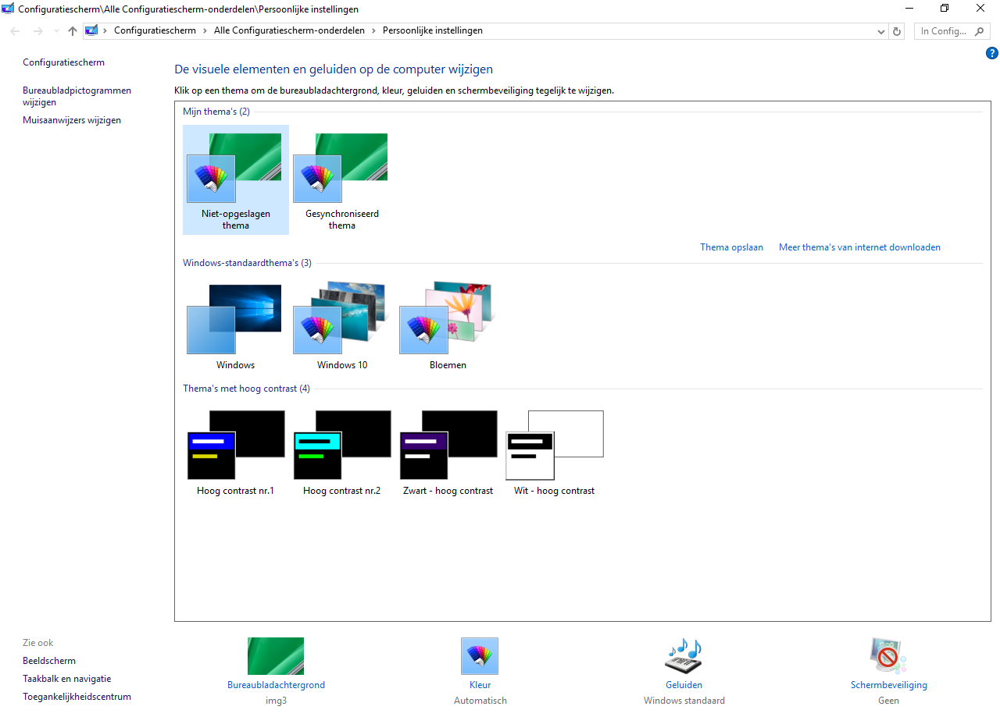 Configuratiescherm\Alle Configuratiescherm-onderdelen\Persoonlijke instellingen
Configuratiescherm > Alle Configuratiescherm-onderdelen > Persoonlijke instellingen
In Config...
?
Configuratiescherm
Bureaubladpictogrammen
wijzigen
Muisaanwijzers wijzigen
De visuele elementen en geluiden op de computer wijzigen
Klik op een thema om de bureaubladachtergrond, kleur, geluiden en schermbeveiliging tegelijk te wijzigen.
Mijn thema's (2)
Niet-opgeslagen
thema
Gesynchroniseerd
thema
Thema opslaan
Meer thema's van internet downloaden
Windows-standaardthema's (3)
Windows
Windows 10
Bloemen
Thema's met hoog contrast (4)
Hoog contrast nr.1
Hoog contrast nr.2
Zwart - hoog contrast
Wit - hoog contrast
Zie ook
Beeldscherm
Taakbalk en navigatie
Toegankelijkheidscentrum
Bureaubladachtergrond
img3
Kleur
Automatisch
Geluiden
Windows standaard
Schermbeveiliging
Geen